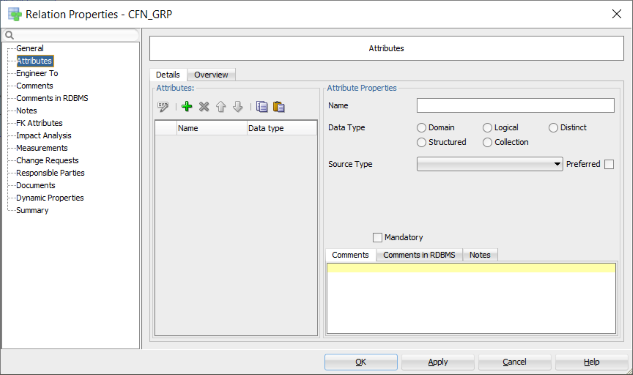 Relation Properties - CFN_GRP
General
Attributes
Engineer To
Comments
Comments in RDBMS
Notes
FK Attributes
Impact Analysis
Measurements
Change Requests
Responsible Parties
Documents
Dynamic Properties
Summary
Attributes
Details Overview
Attributes:
Name Data type
Attribute Properties
Name
Data Type Domain Logical Distinct
Structured Collection
Source Type Preferred
Mandatory
Comments Comments in RDBMS Notes
OK Apply Cancel Help